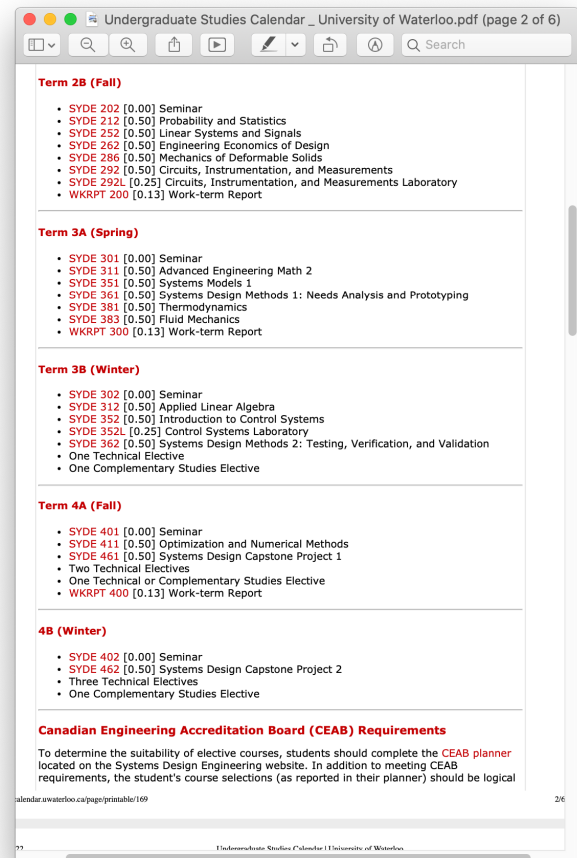 Undergraduate Studies Calendar _ University of Waterloo.pdf (page 2 of 6)
Search
Term 2B (Fall)
• SYDE 202 [0.00] Seminar
• SYDE 212 [0.50] Probability and Statistics
• SYDE 252 [0.50] Linear Systems and Signals
• SYDE 262 [0.50] Engineering Economics of Design
• SYDE 286 [0.50] Mechanics of Deformable Solids
• SYDE 292 [0.50] Circuits, Instrumentation, and Measurements
• SYDE 292L [0.25] Circuits, Instrumentation, and Measurements Laboratory
• WKRPT 200 [0.13] Work-term Report
Term 3A (Spring)
• SYDE 301 [0.00] Seminar
• SYDE 311 [0.50] Advanced Engineering Math 2
• SYDE 351 [0.50] Systems Models 1
• SYDE 361 [0.50] Systems Design Methods 1: Needs Analysis and Prototyping
• SYDE 381 [0.50] Thermodynamics
• SYDE 383 [0.50] Fluid Mechanics
• WKRPT 300 [0.13] Work-term Report
Term 3B (Winter)
• SYDE 302 [0.00] Seminar
• SYDE 312 [0.50] Applied Linear Algebra
• SYDE 352 [0.50] Introduction to Control Systems
• SYDE 352L [0.25] Control Systems Laboratory
• SYDE 362 [0.50] Systems Design Methods 2: Testing, Verification, and Validation
• One Technical Elective
• One Complementary Studies Elective
Term 4A (Fall)
• SYDE 401 [0.00] Seminar
• SYDE 411 [0.50] Optimization and Numerical Methods
• SYDE 461 [0.50] Systems Design Capstone Project 1
• Two Technical Electives
• One Technical or Complementary Studies Elective
• WKRPT 400 [0.13] Work-term Report
4B (Winter)
• SYDE 402 [0.00] Seminar
• SYDE 462 [0.50] Systems Design Capstone Project 2
• Three Technical Electives
• One Complementary Studies Elective
Canadian Engineering Accreditation Board (CEAB) Requirements
To determine the suitability of elective courses, students should complete the CEAB planner
located on the Systems Design Engineering website. In addition to meeting CEAB
requirements, the student's course selections (as reported in their planner) should be logical
alendar.uwaterloo.ca/page/printable/169 2/6
22 Undergraduate Studies Calendar | University of Waterloo